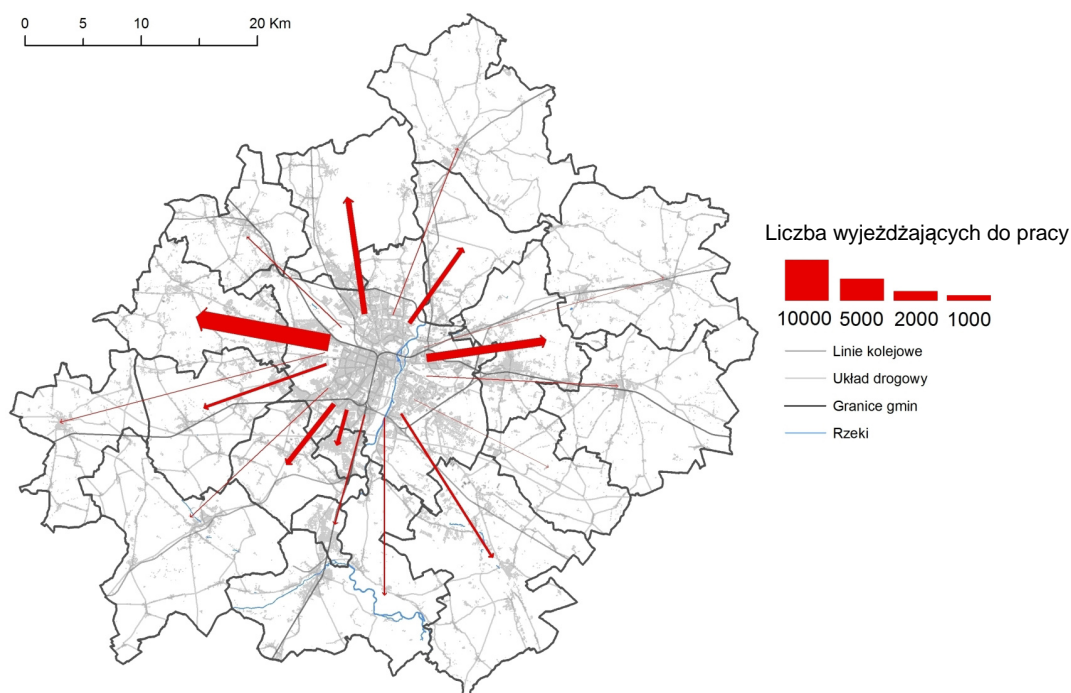 0 5 10 20 Km
Liczba wyjeżdżających do pracy
10000 5000 2000 1000
Linie kolejowe
Układ drogowy
Granice gmin
Rzeki